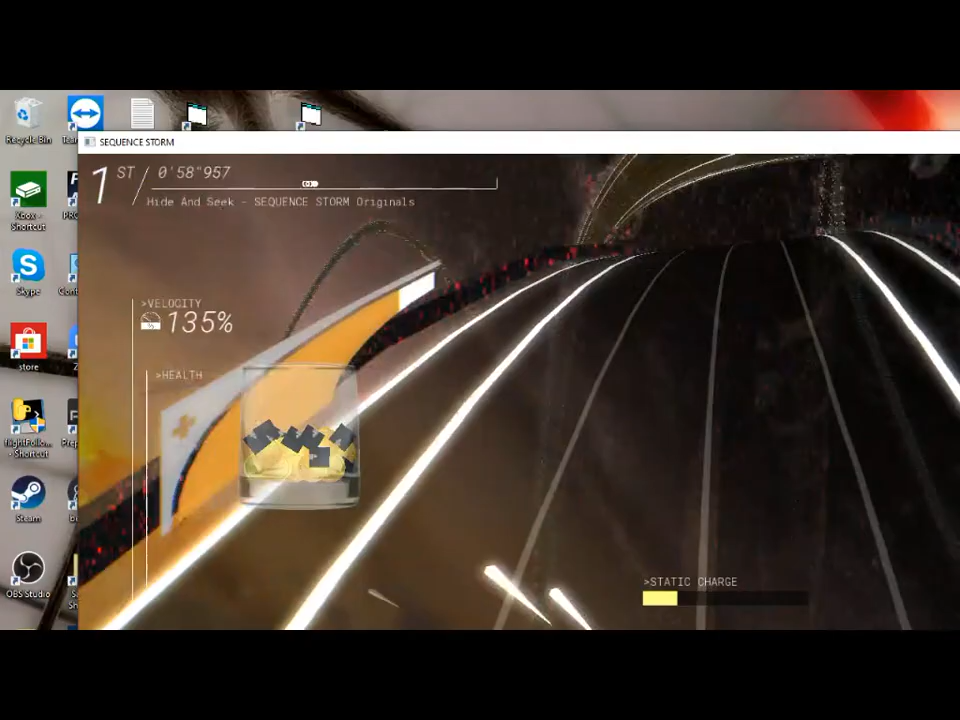 Recycle Bin
SEQUENCE STORM
1 ST / 0'58"957
Hide And Seek - SEQUENCE STORM Originals
Xbox -
Shortcut
>VELOCITY
135%
Skype
>HEALTH
store
flightFollo...
- Shortcut
Steam
>STATIC CHARGE
OBS Studio